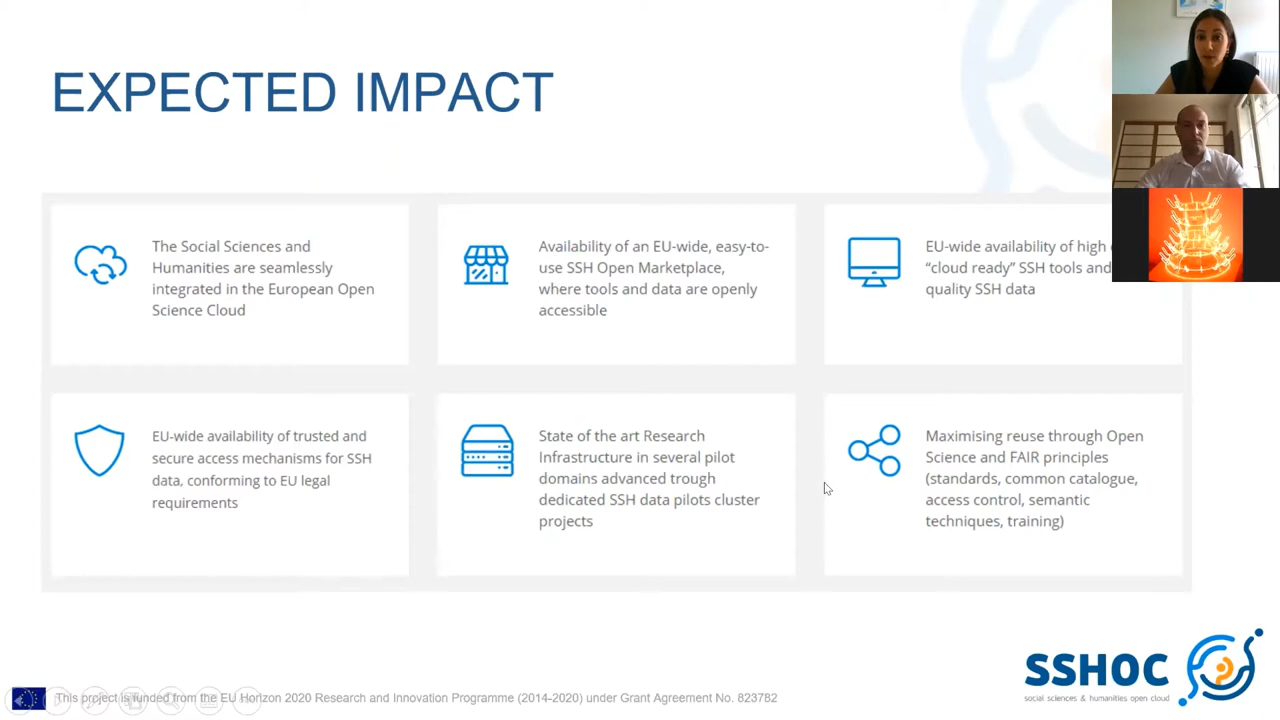 EXPECTED IMPACT
The Social Sciences and
Humanities are seamlessly
integrated in the European Open
Science Cloud
Availability of an EU-wide, easy-to-
use SSH Open Marketplace,
where tools and data are openly
accessible
EU-wide availability of high
“cloud ready” SSH tools and
quality SSH data
EU-wide availability of trusted and
secure access mechanisms for SSH
data, conforming to EU legal
requirements
State of the art Research
Infrastructure in several pilot
domains advanced trough
dedicated SSH data pilots cluster
projects
Maximising reuse through Open
Science and FAIR principles
(standards, common catalogue,
access control, semantic
techniques, training)
SSHOC
social sciences & humanities open cloud
This project is funded from the EU Horizon 2020 Research and Innovation Programme (2014-2020) under Grant Agreement No. 823782